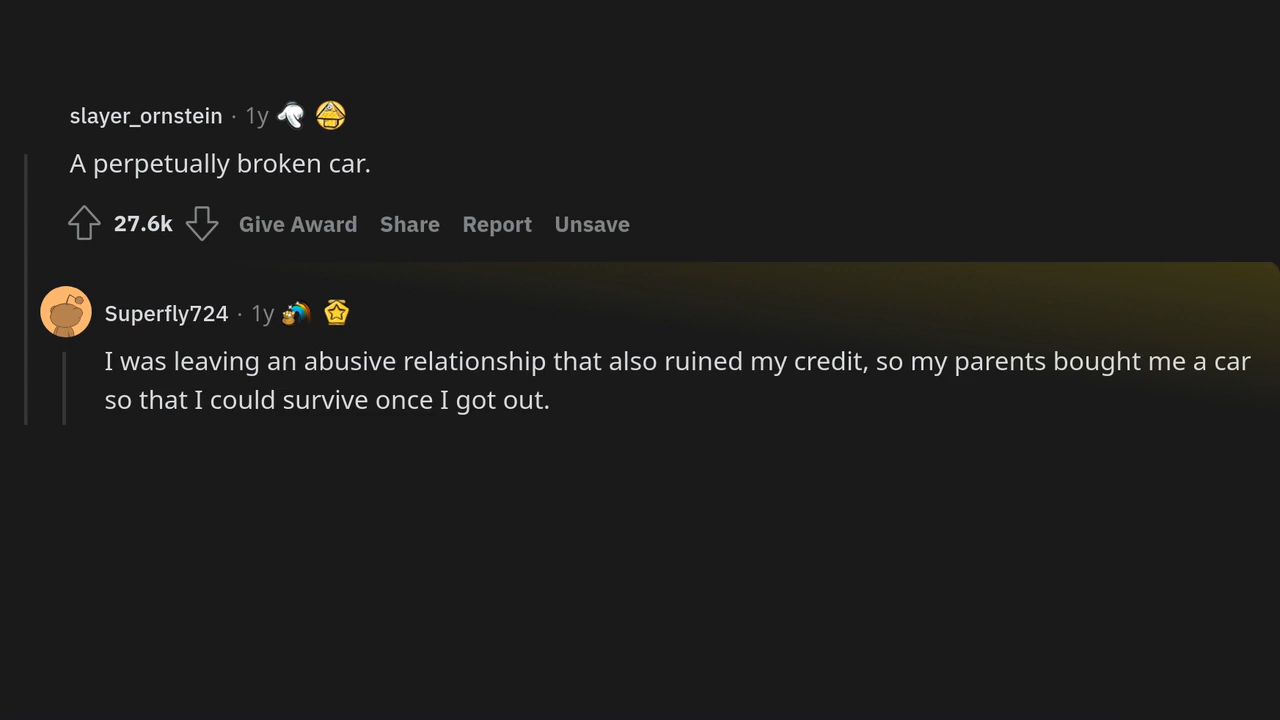 slayer_ornstein · 1y
A perpetually broken car.
27.6k Give Award Share Report Unsave
Superfly724 · 1y
I was leaving an abusive relationship that also ruined my credit, so my parents bought me a car
so that I could survive once I got out.